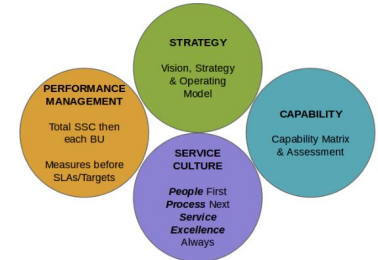 STRATEGY
Vision, Strategy
& Operating
Model
PERFORMANCE
MANAGEMENT
Total SSC then
each BU
Measures before
SLAs/Targets
CAPABILITY
Capability Matrix
& Assessment
SERVICE
CULTURE
People First
Process Next
Service
Excellence
Always